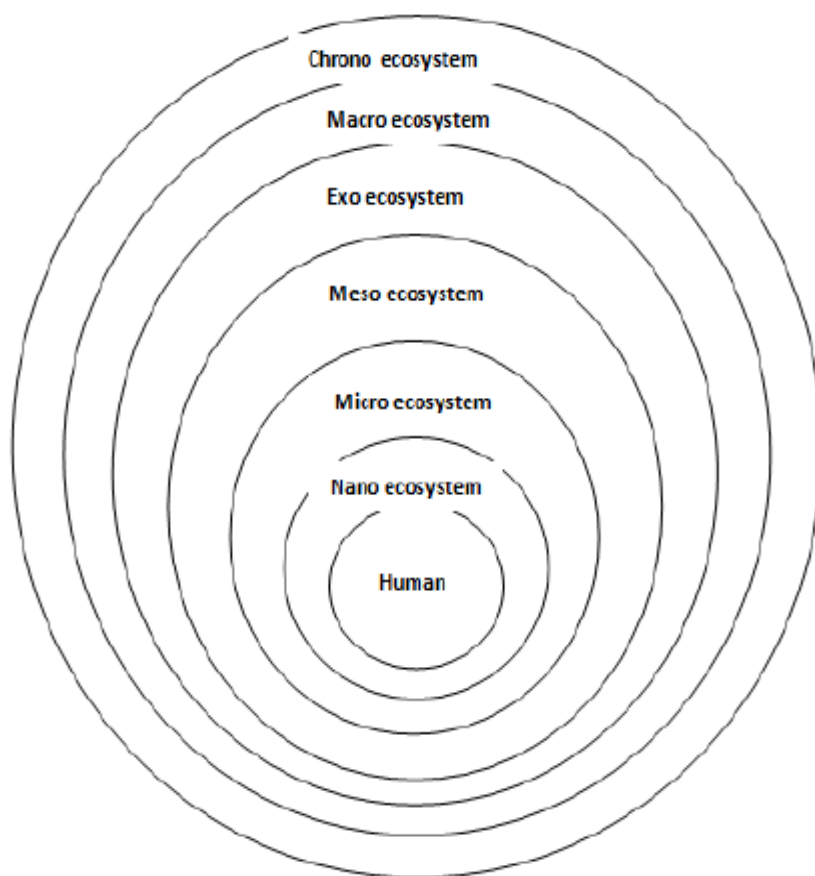 Chrono ecosystem
Macro ecosystem
Exo ecosystem
Meso ecosystem
Micro ecosystem
Nano ecosystem
Human